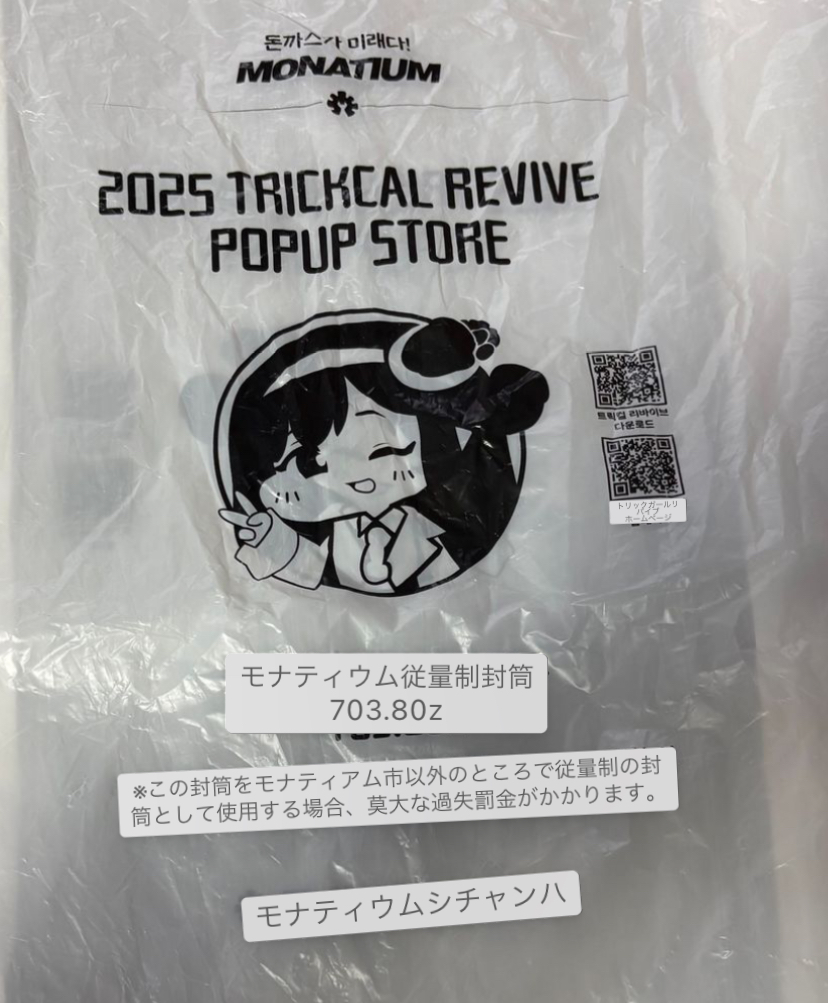 돈까스가 미래다!
MONATIUM
2025 TRICKCAL REVIVE
POPUP STORE
트릭컬 리바이브
다운로드
トリックガールリ
バイブ
ホームページ
モナティウム従量制封筒
703.80z
※この封筒をモナティアム市以外のところで従量制の封
筒として使用する場合、莫大な過失罰金がかかります。
モナティウムシチャンハ